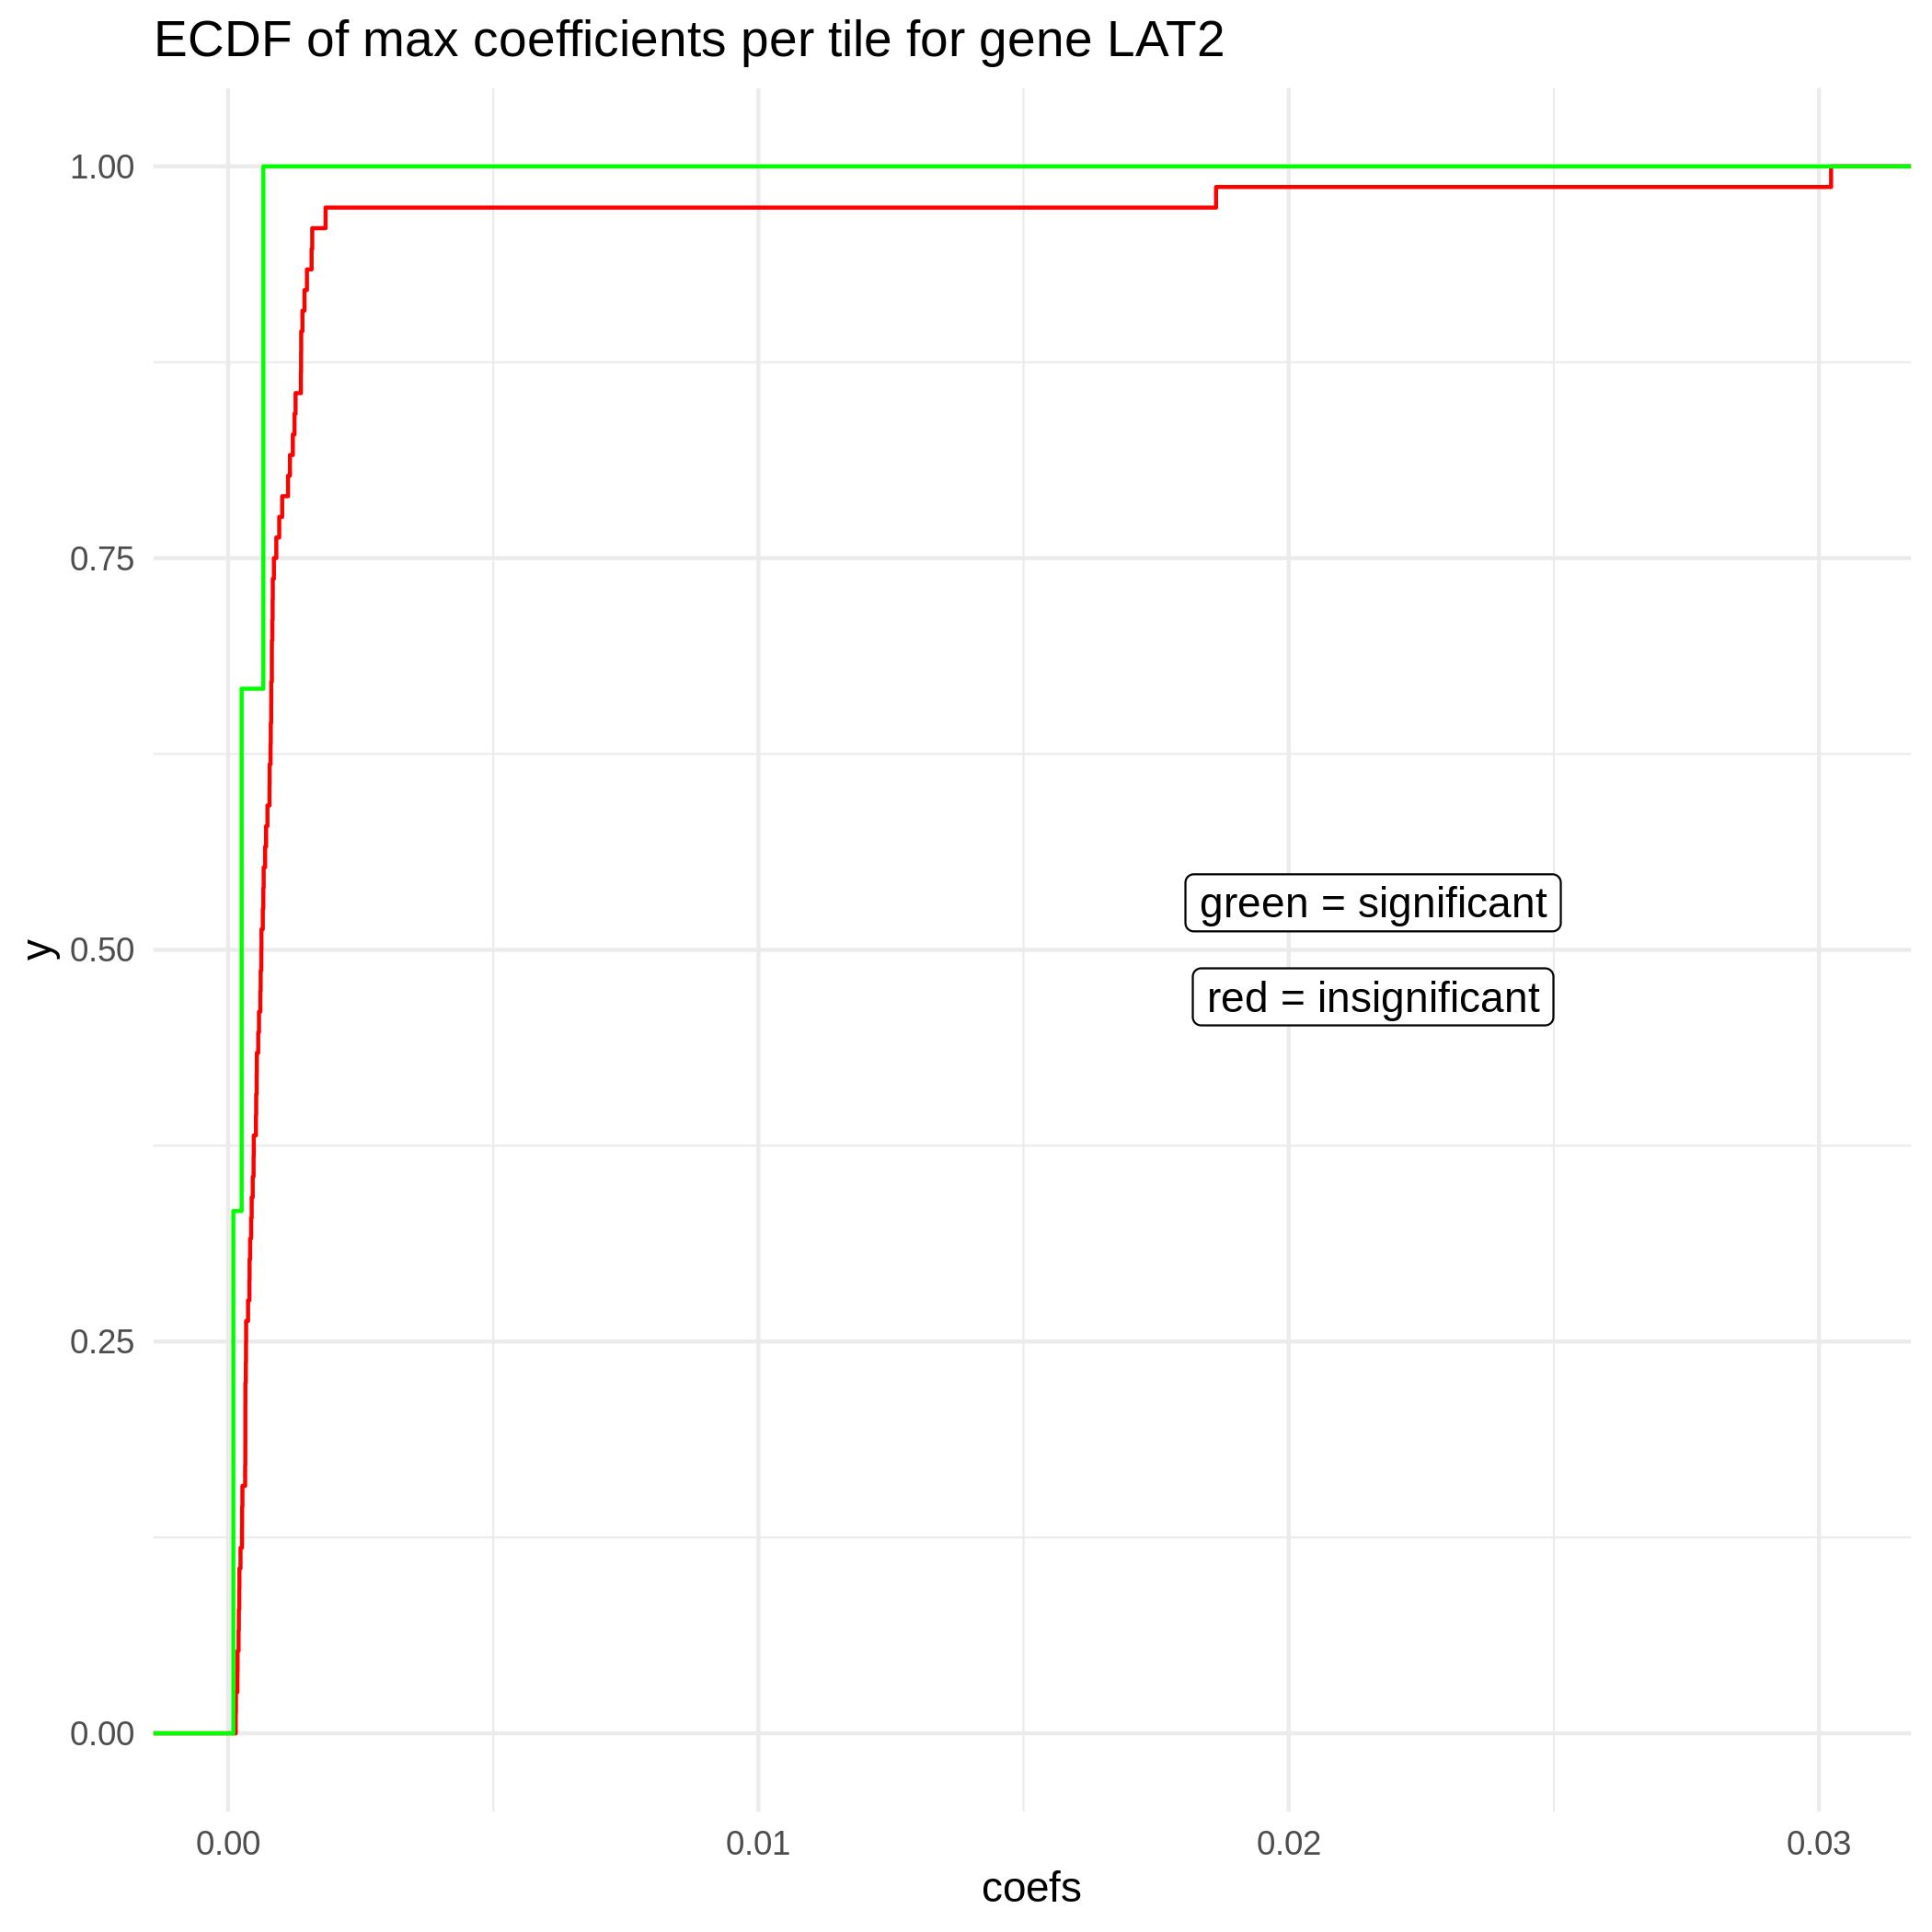 ECDF of max coefficients per tile for gene LAT2
1.00
0.75
0.50
0.25
0.00
y
green = significant
red = insignificant
0.00 0.01 0.02 0.03
coefs